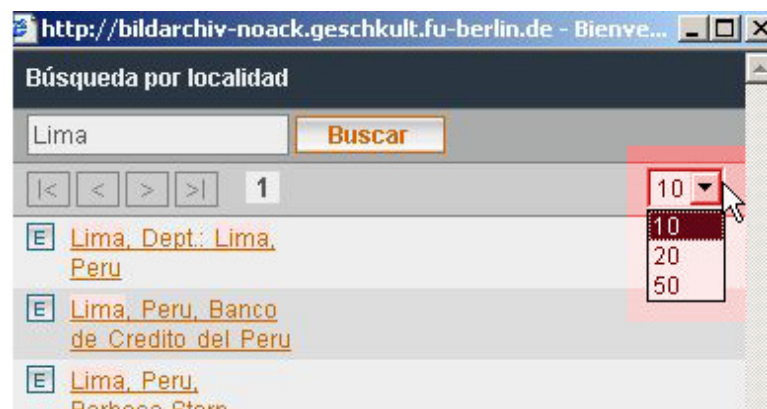 http://bildarchiv-noack.geschkult.fu-berlin.de - Bienve...
Búsqueda por localidad
Lima
Buscar
|< < > >| 1
10
10
20
50
E Lima, Dept.: Lima,
Peru
E Lima, Peru, Banco
de Credito del Peru
E Lima, Peru,